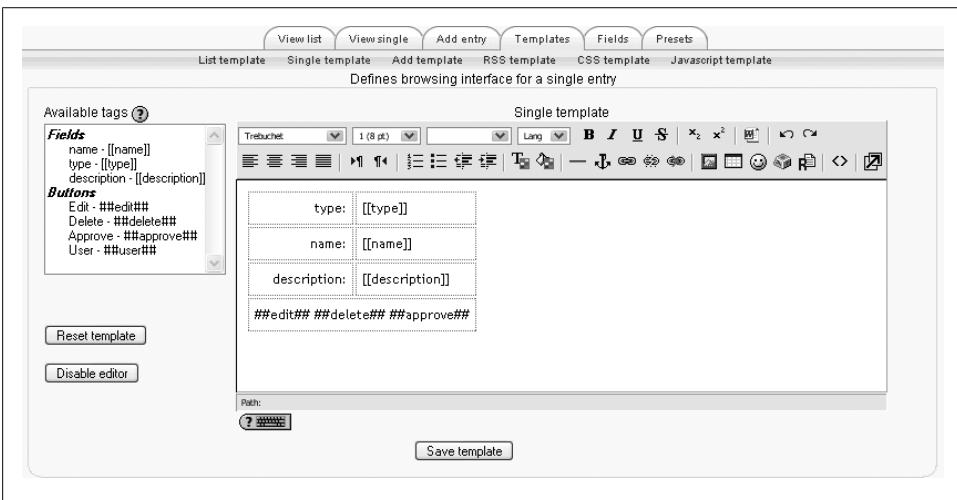 View list View single Add entry Templates Fields Presets
List template Single template Add template RSS template CSS template Javascript template
Defines browsing interface for a single entry
Available tags ?
Single template
Fields
name - [[name]]
type - [[type]]
description - [[description]]
Buttons
Edit - ##edit##
Delete - ##delete##
Approve - ##approve##
User - ##user##
Trebuchet 1 (8 pt) Lang B I U S x₂ x²
type: [[type]]
name: [[name]]
description: [[description]]
##edit## ##delete## ##approve##
Reset template
Disable editor
Path:
?
Save template